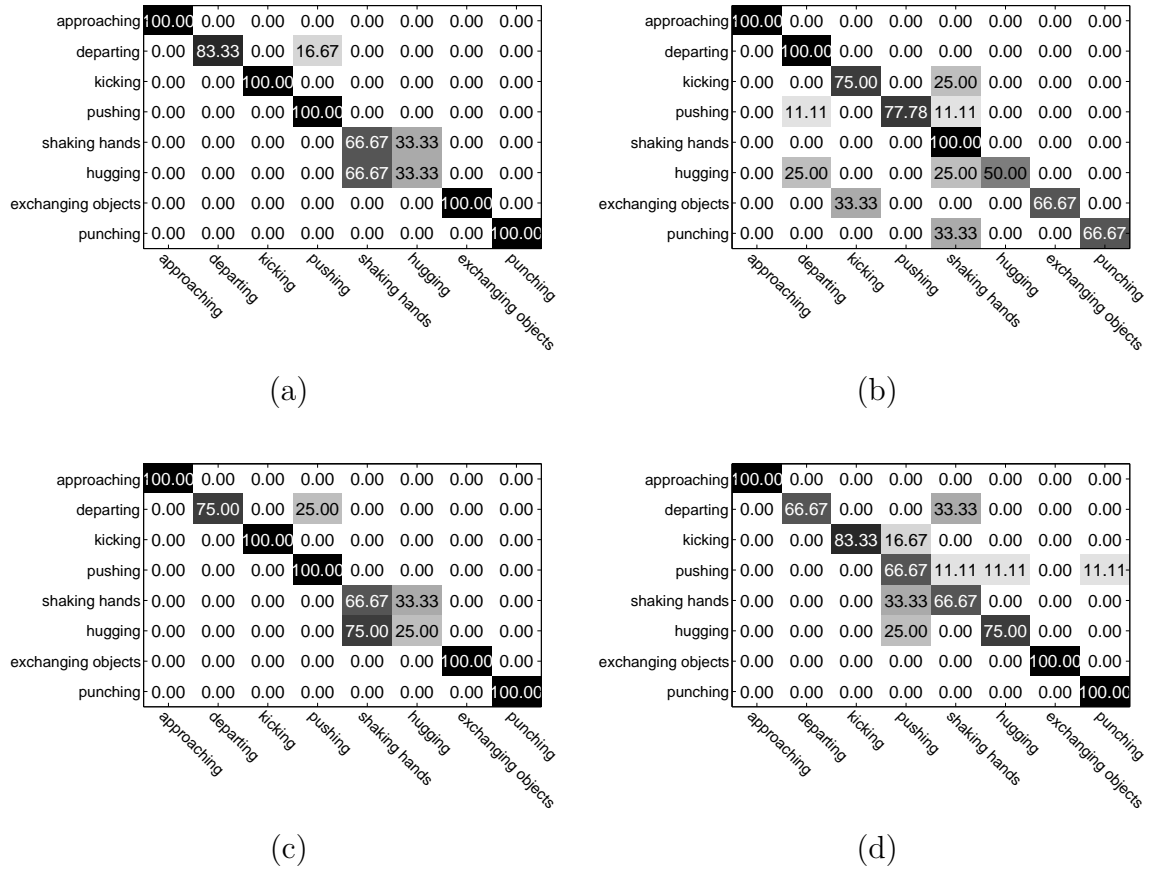 approaching 100.00 0.00 0.00 0.00 0.00 0.00 0.00 0.00
departing 0.00 83.33 0.00 16.67 0.00 0.00 0.00 0.00
kicking 0.00 0.00 100.00 0.00 0.00 0.00 0.00 0.00
pushing 0.00 0.00 0.00 100.00 0.00 0.00 0.00 0.00
shaking hands 0.00 0.00 0.00 0.00 66.67 33.33 0.00 0.00
hugging 0.00 0.00 0.00 0.00 66.67 33.33 0.00 0.00
exchanging objects 0.00 0.00 0.00 0.00 0.00 0.00 100.00 0.00
punching 0.00 0.00 0.00 0.00 0.00 0.00 0.00 100.00
approaching departing kicking pushing shaking hands hugging exchanging objects punching
(a)
approaching 100.00 0.00 0.00 0.00 0.00 0.00 0.00 0.00
departing 0.00 100.00 0.00 0.00 0.00 0.00 0.00 0.00
kicking 0.00 0.00 75.00 0.00 25.00 0.00 0.00 0.00
pushing 0.00 11.11 0.00 77.78 11.11 0.00 0.00 0.00
shaking hands 0.00 0.00 0.00 0.00 100.00 0.00 0.00 0.00
hugging 0.00 25.00 0.00 0.00 25.00 50.00 0.00 0.00
exchanging objects 0.00 0.00 33.33 0.00 0.00 0.00 66.67 0.00
punching 0.00 0.00 0.00 0.00 33.33 0.00 0.00 66.67
approaching departing kicking pushing shaking hands hugging exchanging objects punching
(b)
approaching 100.00 0.00 0.00 0.00 0.00 0.00 0.00 0.00
departing 0.00 75.00 0.00 25.00 0.00 0.00 0.00 0.00
kicking 0.00 0.00 100.00 0.00 0.00 0.00 0.00 0.00
pushing 0.00 0.00 0.00 100.00 0.00 0.00 0.00 0.00
shaking hands 0.00 0.00 0.00 0.00 66.67 33.33 0.00 0.00
hugging 0.00 0.00 0.00 0.00 75.00 25.00 0.00 0.00
exchanging objects 0.00 0.00 0.00 0.00 0.00 0.00 100.00 0.00
punching 0.00 0.00 0.00 0.00 0.00 0.00 0.00 100.00
approaching departing kicking pushing shaking hands hugging exchanging objects punching
(c)
approaching 100.00 0.00 0.00 0.00 0.00 0.00 0.00 0.00
departing 0.00 66.67 0.00 0.00 33.33 0.00 0.00 0.00
kicking 0.00 0.00 83.33 16.67 0.00 0.00 0.00 0.00
pushing 0.00 0.00 0.00 66.67 11.11 11.11 0.00 11.11
shaking hands 0.00 0.00 0.00 33.33 66.67 0.00 0.00 0.00
hugging 0.00 0.00 0.00 25.00 0.00 75.00 0.00 0.00
exchanging objects 0.00 0.00 0.00 0.00 0.00 0.00 100.00 0.00
punching 0.00 0.00 0.00 0.00 0.00 0.00 0.00 100.00
approaching departing kicking pushing shaking hands hugging exchanging objects punching
(d)